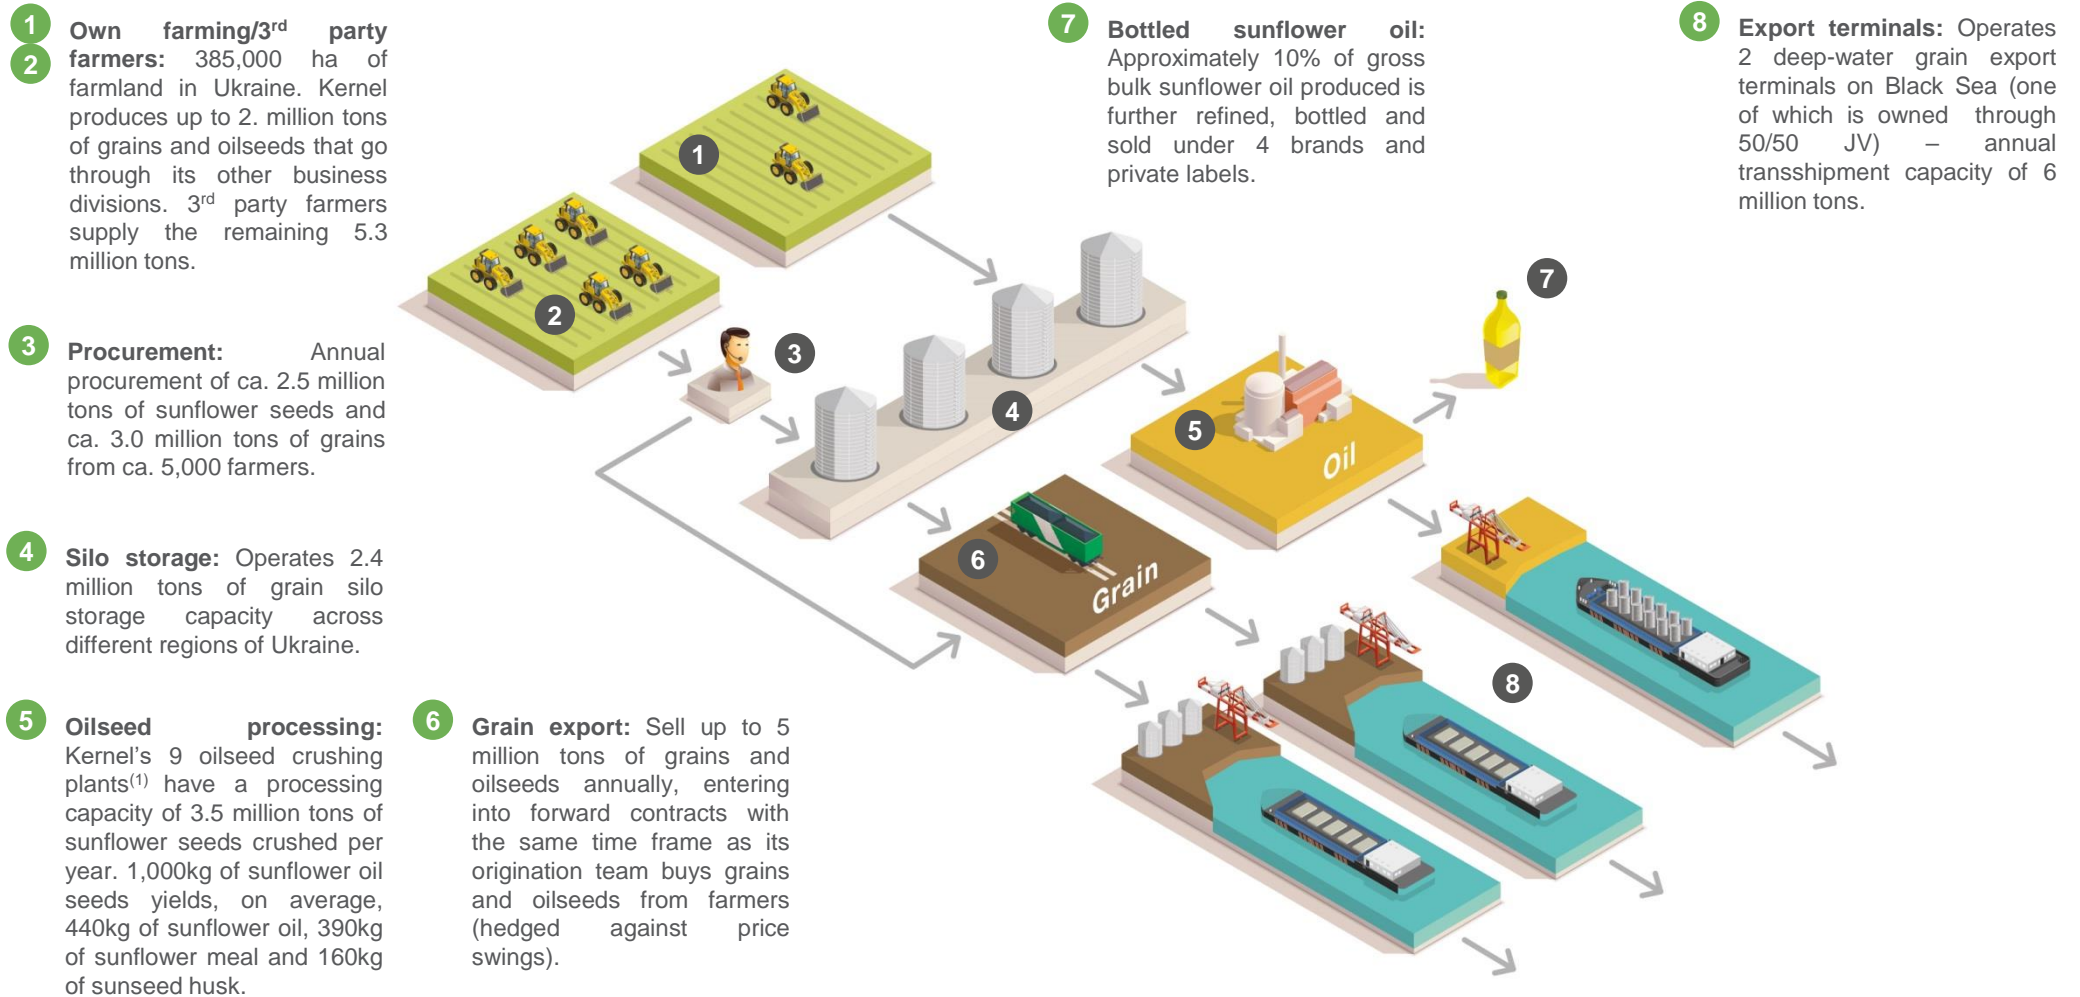 1
2
Own farming/3rd party
farmers: 385,000 ha of
farmland in Ukraine. Kernel
produces up to 2. million tons
of grains and oilseeds that go
through its other business
divisions. 3rd party farmers
supply the remaining 5.3
million tons.
3
Procurement: Annual
procurement of ca. 2.5 million
tons of sunflower seeds and
ca. 3.0 million tons of grains
from ca. 5,000 farmers.
4
Silo storage: Operates 2.4
million tons of grain silo
storage capacity across
different regions of Ukraine.
5
Oilseed processing:
Kernel's 9 oilseed crushing
plants(1) have a processing
capacity of 3.5 million tons of
sunflower seeds crushed per
year. 1,000kg of sunflower oil
seeds yields, on average,
440kg of sunflower oil, 390kg
of sunflower meal and 160kg
of sunseed husk.
6
Grain export: Sell up to 5
million tons of grains and
oilseeds annually, entering
into forward contracts with
the same time frame as its
origination team buys grains
and oilseeds from farmers
(hedged against price
swings).
7
Bottled sunflower oil:
Approximately 10% of gross
bulk sunflower oil produced is
further refined, bottled and
sold under 4 brands and
private labels.
8
Export terminals: Operates
2 deep-water grain export
terminals on Black Sea (one
of which is owned through
50/50 JV) – annual
transshipment capacity of 6
million tons.
1
2
3
4
5
Oil
6
Grain
7
8